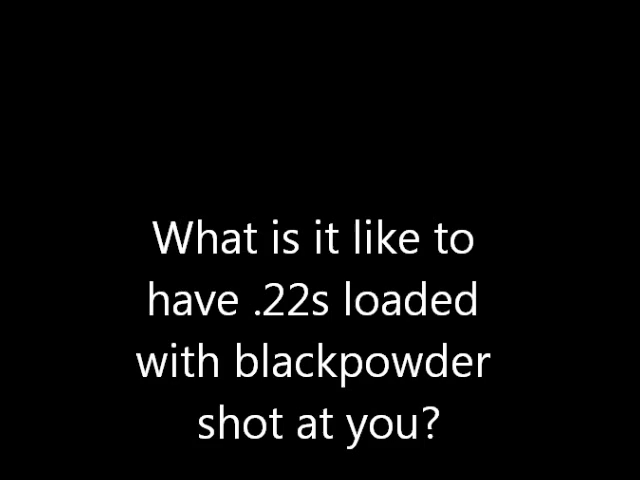 What is it like to
have .22s loaded
with blackpowder
shot at you?